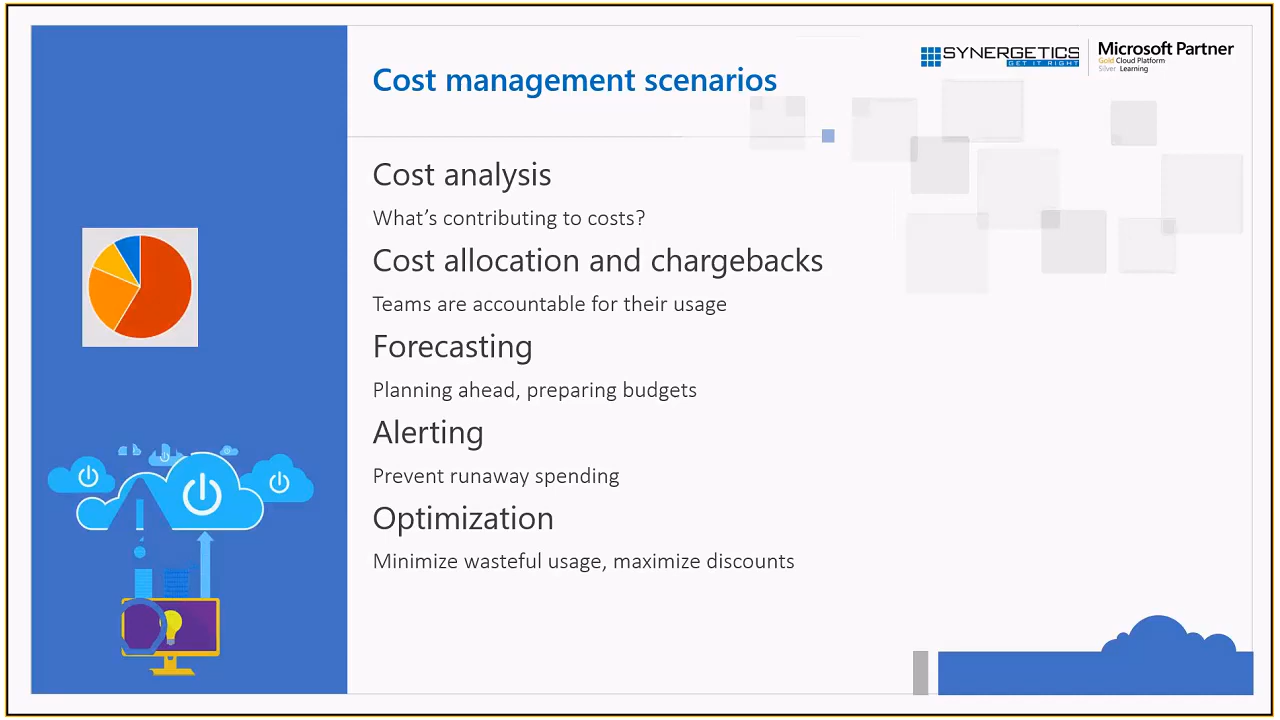 SYNERGETICS
GET IT RIGHT
Microsoft Partner
Gold Cloud Platform
Silver Learning
Cost management scenarios
Cost analysis
What’s contributing to costs?
Cost allocation and chargebacks
Teams are accountable for their usage
Forecasting
Planning ahead, preparing budgets
Alerting
Prevent runaway spending
Optimization
Minimize wasteful usage, maximize discounts